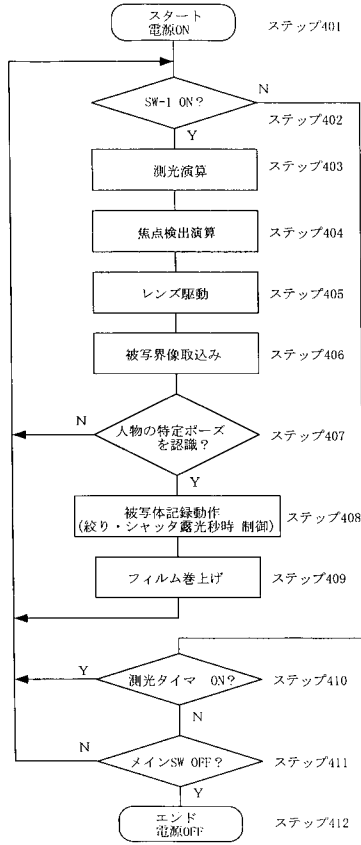 スタート
電源ON
ステップ401
SW-1 ON?
N
ステップ402
Y
測光演算
ステップ403
焦点検出演算
ステップ404
レンズ駆動
ステップ405
被写界像取込み
ステップ406
N
人物の特定ポーズ
を認識?
ステップ407
Y
被写体記録動作
(絞り・シャッタ露光秒時 制御)
ステップ408
フィルム巻上げ
ステップ409
Y
測光タイマ ON?
ステップ410
N
N
メインSW OFF?
ステップ411
Y
エンド
電源OFF
ステップ412